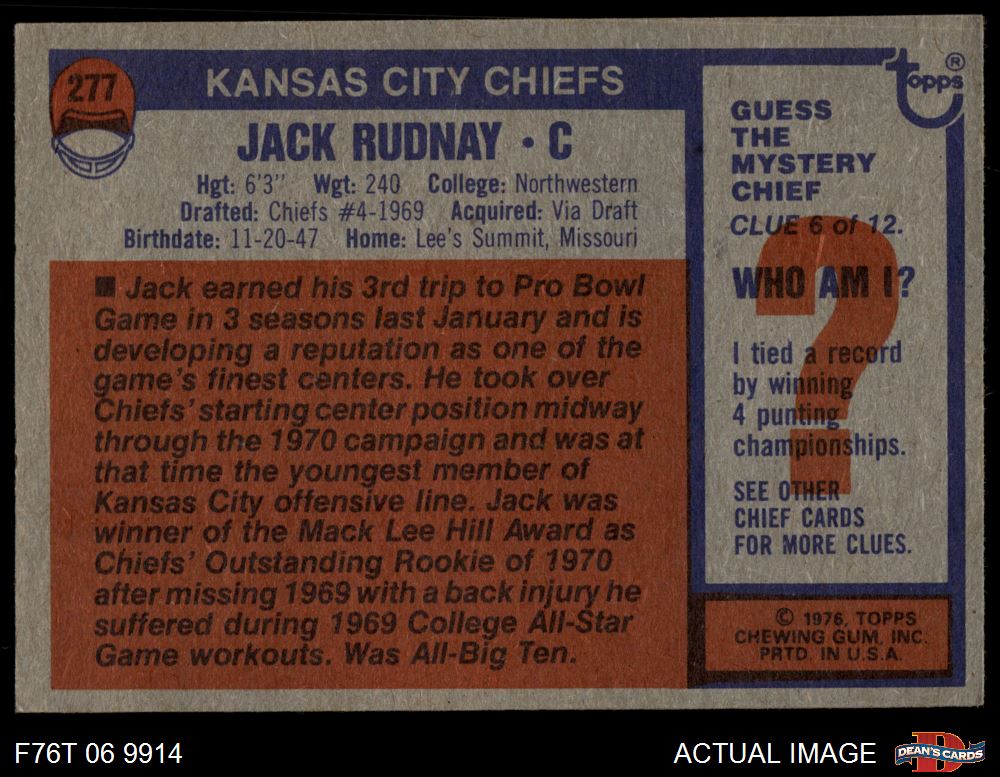 277
KANSAS CITY CHIEFS
JACK RUDNAY • C
Hgt: 6'3" Wgt: 240 College: Northwestern
Drafted: Chiefs #4-1969 Acquired: Via Draft
Birthdate: 11-20-47 Home: Lee's Summit, Missouri
■ Jack earned his 3rd trip to Pro Bowl
Game in 3 seasons last January and is
developing a reputation as one of the
game's finest centers. He took over
Chiefs' starting center position midway
through the 1970 campaign and was at
that time the youngest member of
Kansas City offensive line. Jack was
winner of the Mack Lee Hill Award as
Chiefs' Outstanding Rookie of 1970
after missing 1969 with a back injury he
suffered during 1969 College All-Star
Game workouts. Was All-Big Ten.
topps ®
GUESS
THE
MYSTERY
CHIEF
CLUE 6 of 12.
WHO AM I?
?
I tied a record
by winning
4 punting
championships.
SEE OTHER
CHIEF CARDS
FOR MORE CLUES.
© 1976, TOPPS
CHEWING GUM, INC.
PRTD. IN U.S.A.
F76T 06 9914
ACTUAL IMAGE
D
DEAN'S CARDS